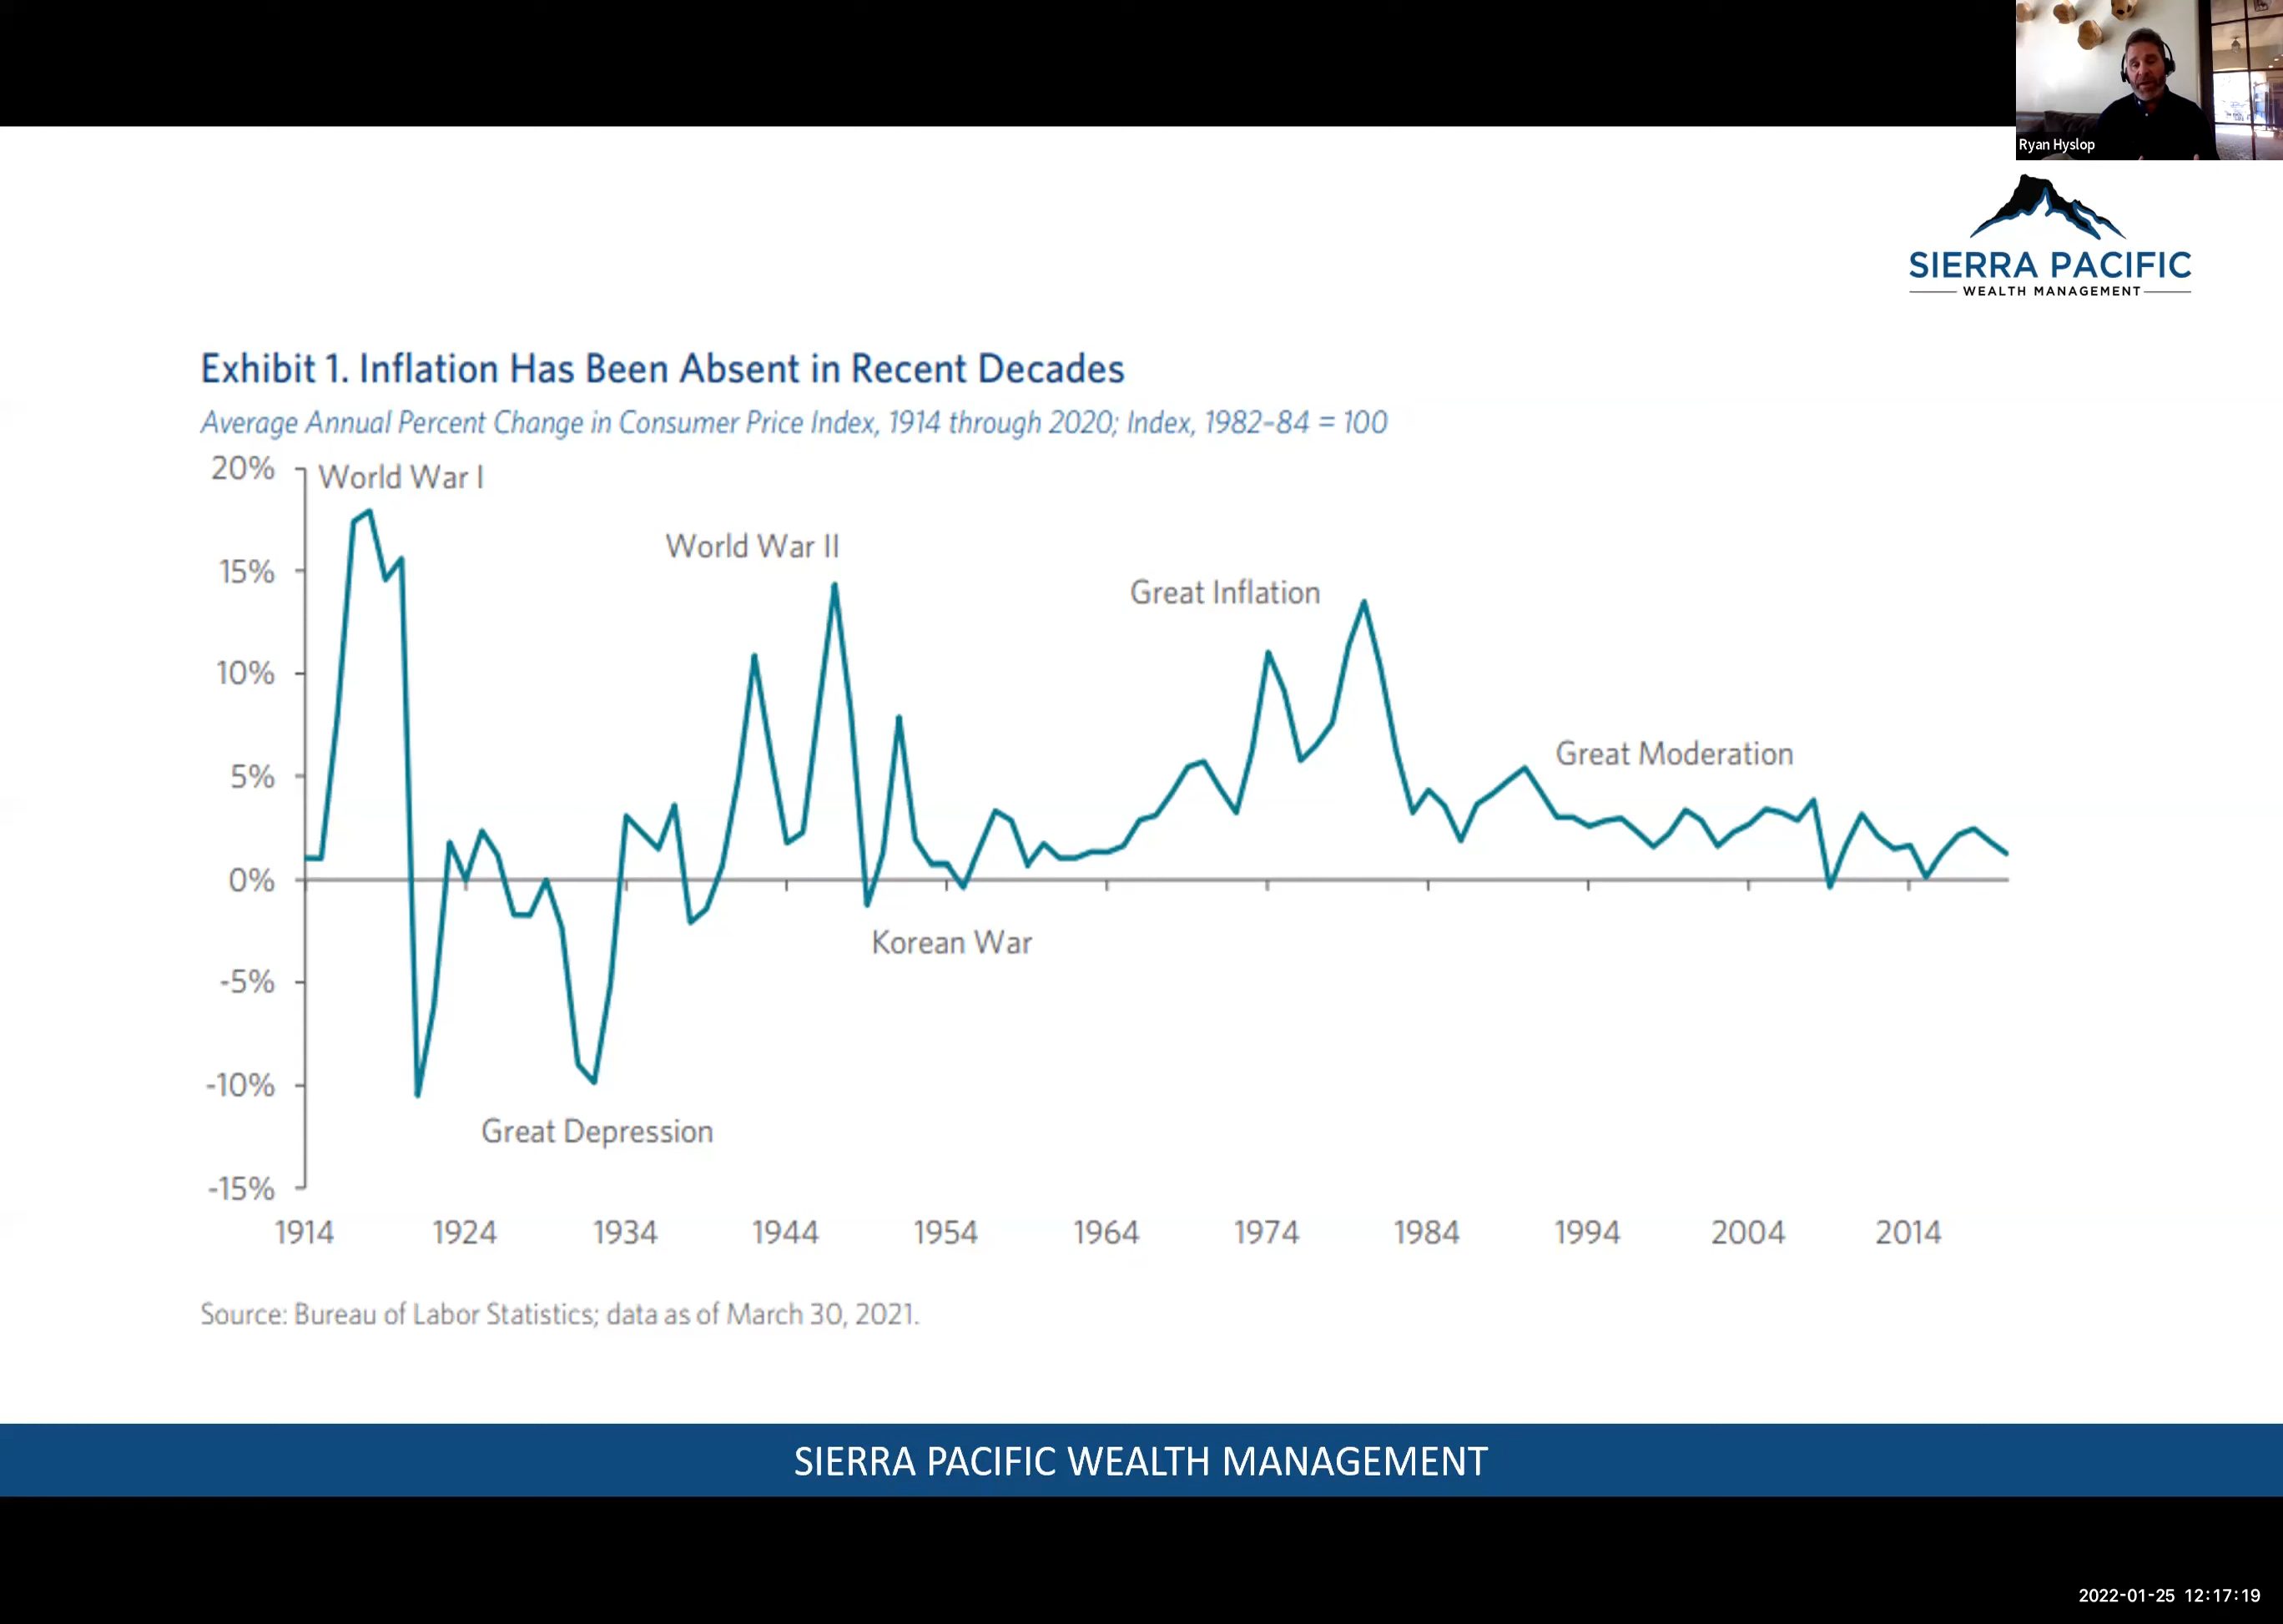 Ryan Hyslop
SIERRA PACIFIC
WEALTH MANAGEMENT
Exhibit 1. Inflation Has Been Absent in Recent Decades
Average Annual Percent Change in Consumer Price Index, 1914 through 2020; Index, 1982–84 = 100
20%
World War I
World War II
15%
Great Inflation
10%
5%
Great Moderation
0%
Korean War
-5%
-10%
Great Depression
-15%
1914 1924 1934 1944 1954 1964 1974 1984 1994 2004 2014
Source: Bureau of Labor Statistics; data as of March 30, 2021.
SIERRA PACIFIC WEALTH MANAGEMENT
2022-01-25 12:17:19